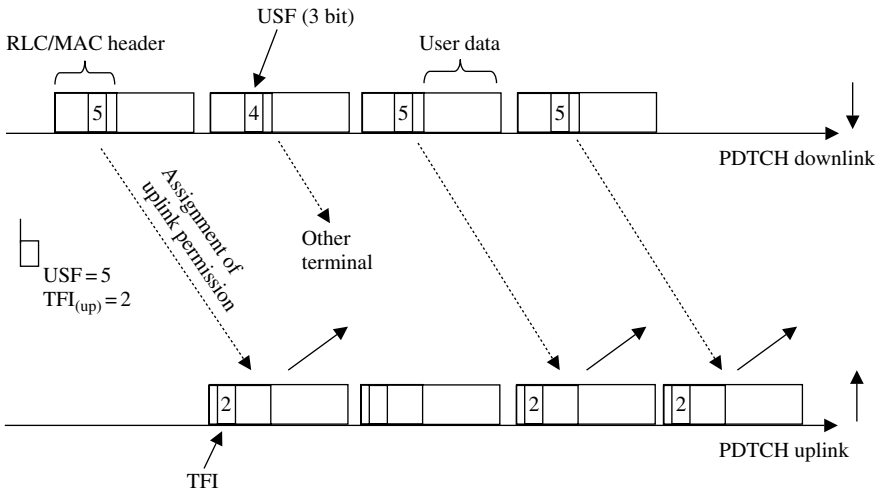 USF (3 bit)
RLC/MAC header
User data
5
4
5
5
PDTCH downlink
Assignment of
uplink permission
Other
terminal
USF = 5
TFI(up) = 2
2
2
2
PDTCH uplink
TFI